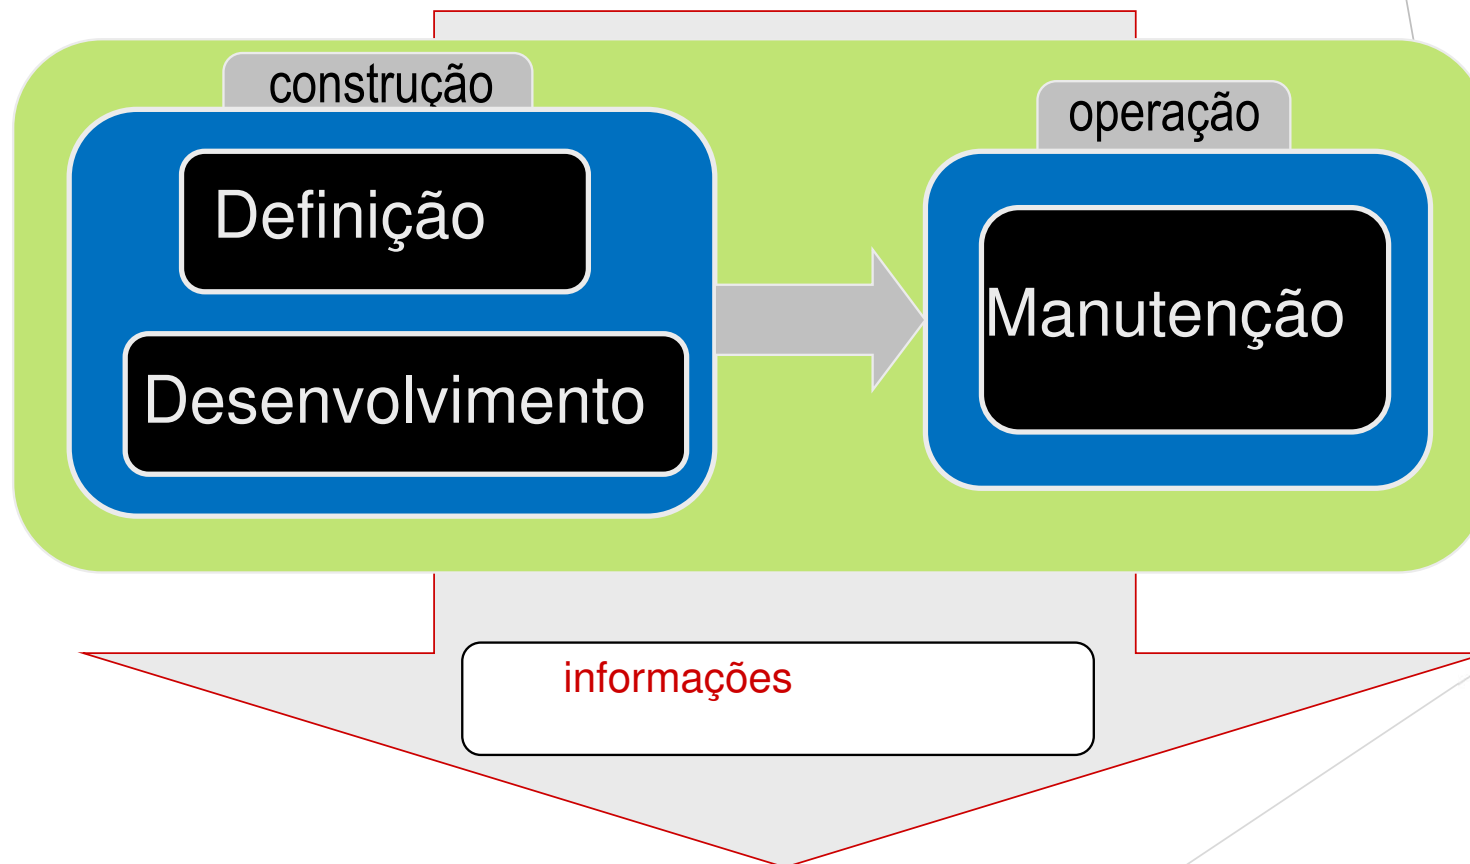 construção
operação
Definição
Desenvolvimento
Manutenção
informações